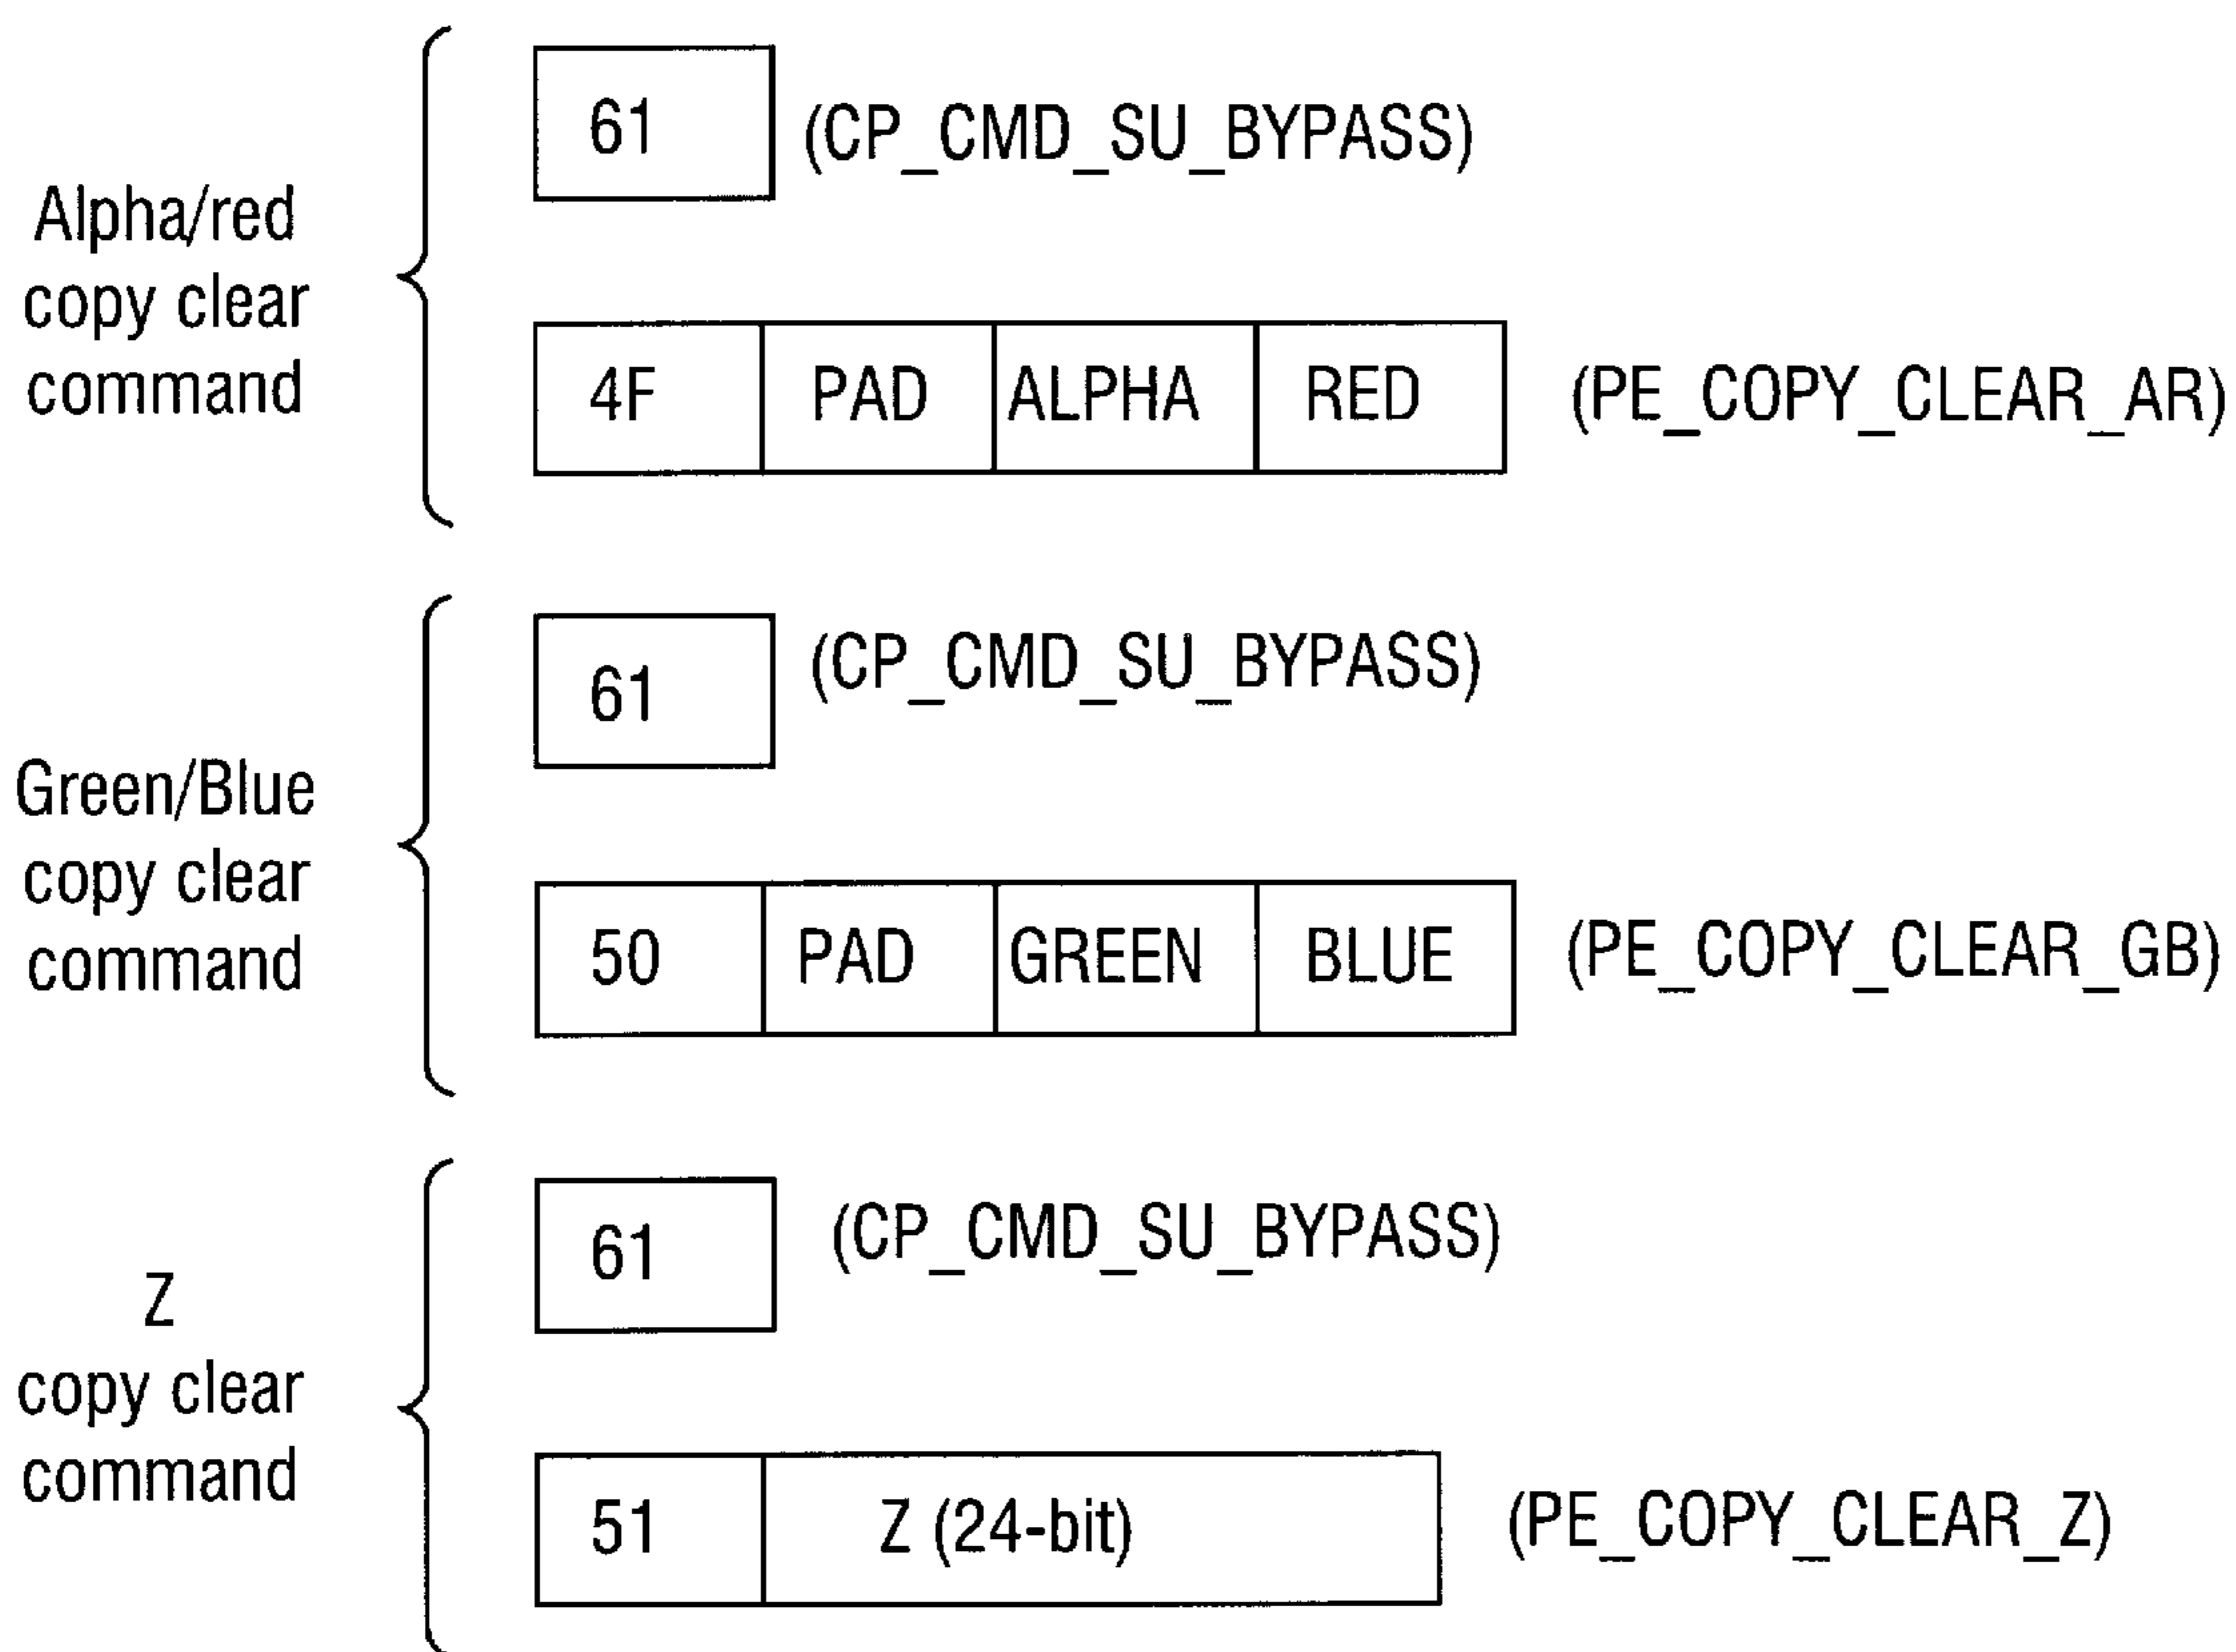 Alpha/red
copy clear
command
61 (CP_CMD_SU_BYPASS)
4F PAD ALPHA RED (PE_COPY_CLEAR_AR)
Green/Blue
copy clear
command
61 (CP_CMD_SU_BYPASS)
50 PAD GREEN BLUE (PE_COPY_CLEAR_GB)
Z
copy clear
command
61 (CP_CMD_SU_BYPASS)
51 Z (24-bit) (PE_COPY_CLEAR_Z)